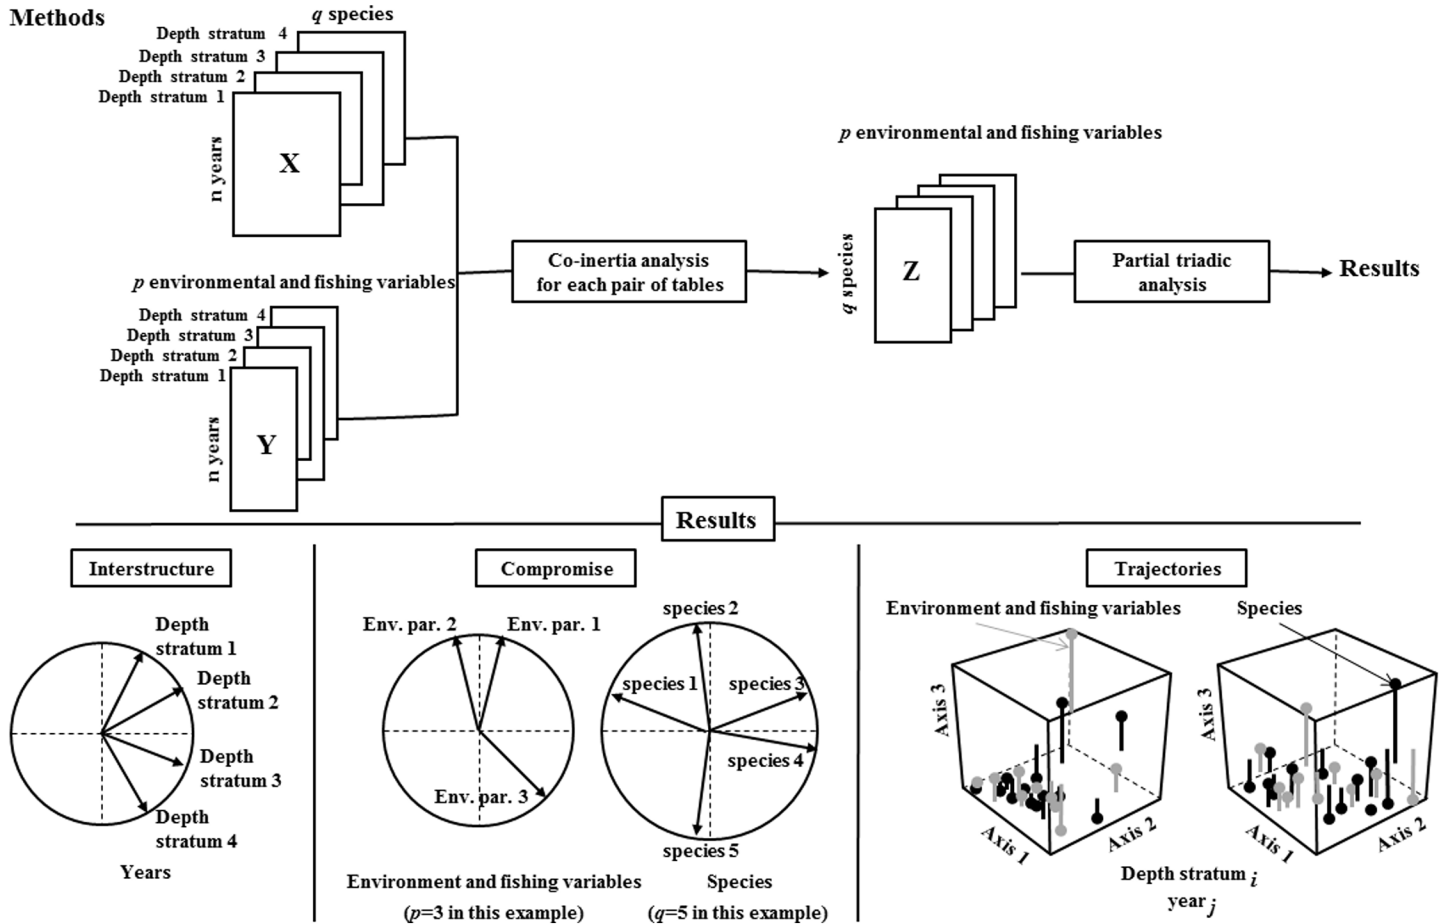 Methods
q species
Depth stratum 4
Depth stratum 3
Depth stratum 2
Depth stratum 1
n years
X
p environmental and fishing variables
Depth stratum 4
Depth stratum 3
Depth stratum 2
Depth stratum 1
n years
Y
Co-inertia analysis
for each pair of tables
p environmental and fishing variables
q species
Z
Partial triadic
analysis
Results
Results
Interstructure
Depth
stratum 1
Depth
stratum 2
Depth
stratum 3
Depth
stratum 4
Years
Compromise
Env. par. 2
Env. par. 1
Env. par. 3
Environment and fishing variables
(p=3 in this example)
species 2
species 1
species 3
species 4
species 5
Species
(q=5 in this example)
Trajectories
Environment and fishing variables
Species
Axis 3
Axis 1
Axis 2
Axis 3
Axis 1
Axis 2
Depth stratum i
year j